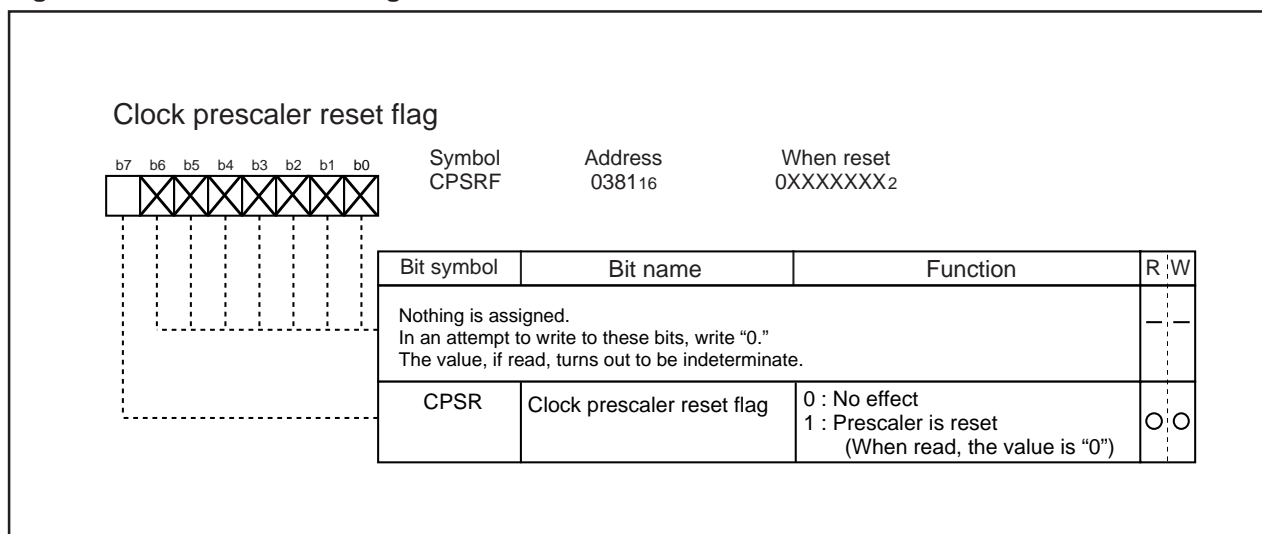 Clock prescaler reset flag
b7 b6 b5 b4 b3 b2 b1 b0
Symbol Address When reset
CPSRF 038116 0XXXXXXX2
Bit symbol Bit name Function R W
Nothing is assigned.
In an attempt to write to these bits, write “0.”
The value, if read, turns out to be indeterminate.
— —
CPSR Clock prescaler reset flag 0 : No effect
1 : Prescaler is reset
(When read, the value is “0”)
O O